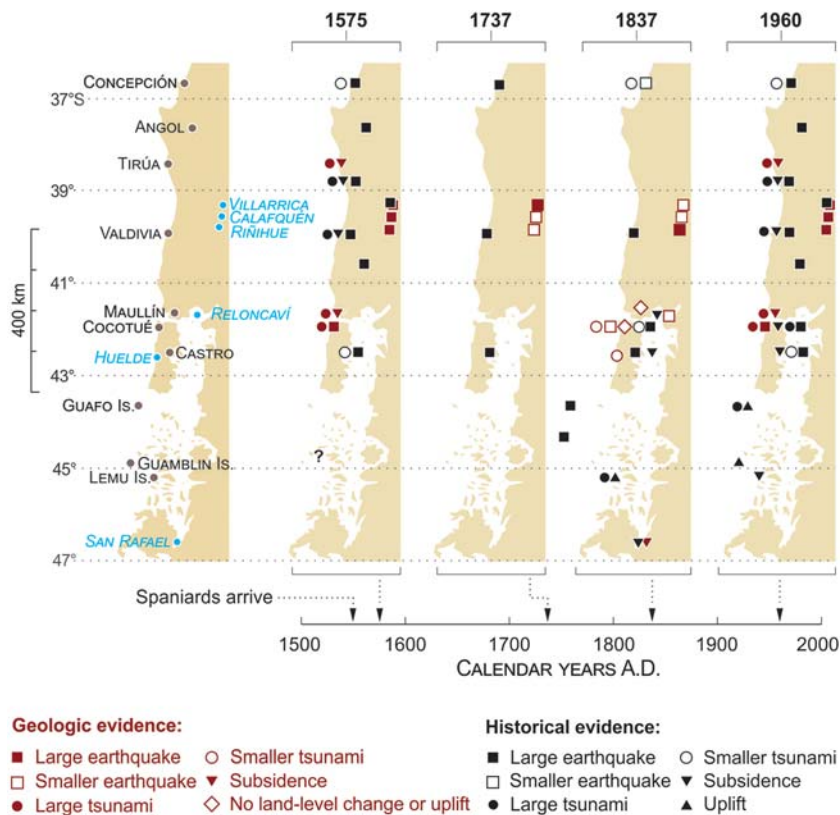 1575 1737 1837 1960
CONCEPCIÓN
37°S
ANGOL
TIRÚA
39°
VILLARRICA
CALAFQUÉN
RIÑIHUE
VALDIVIA
400 km
41°
MAULLÍN
RELONCAVÍ
COCOTUÉ
HUELDE
CASTRO
43°
GUAFO IS.
?
45°
GUAMBLIN IS.
LEMU IS.
SAN RAFAEL
47°
Spaniards arrive
1500 1600 1700 1800 1900 2000
CALENDAR YEARS A.D.
Geologic evidence:
Large earthquake
Smaller tsunami
Smaller earthquake
Subsidence
Large tsunami
No land-level change or uplift
Historical evidence:
Large earthquake
Smaller tsunami
Smaller earthquake
Subsidence
Large tsunami
Uplift